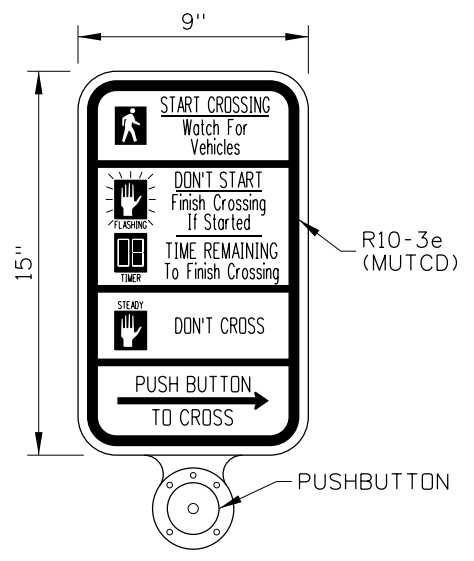 9"
START CROSSING
Watch For
Vehicles
DON'T START
Finish Crossing
If Started
FLASHING
TIME REMAINING
To Finish Crossing
TIMER
STEADY
DON'T CROSS
PUSH BUTTON
TO CROSS
15"
R10-3e
(MUTCD)
PUSHBUTTON